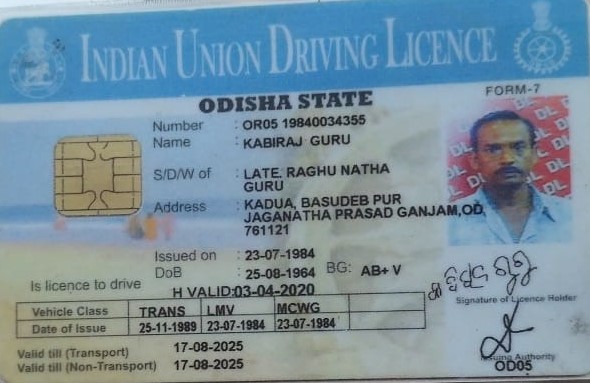 INDIAN UNION DRIVING LICENCE
ODISHA STATE
FORM-7
Number : OR05 19840034355
Name : KABIRAJ GURU
S/D/W of : LATE. RAGHU NATHA
GURU
Address : KADUA, BASUDEB PUR
JAGANATHA PRASAD GANJAM,OD,
761121
Issued on : 23-07-1984
DoB : 25-08-1964 BG: AB+ V
Is licence to drive H VALID:03-04-2020
Vehicle Class TRANS LMV MCWG
Date of Issue 25-11-1989 23-07-1984 23-07-1984
Valid till (Transport) 17-08-2025
Valid till (Non-Transport) 17-08-2025
Signature of Licence Holder
Issuing Authority
OD05